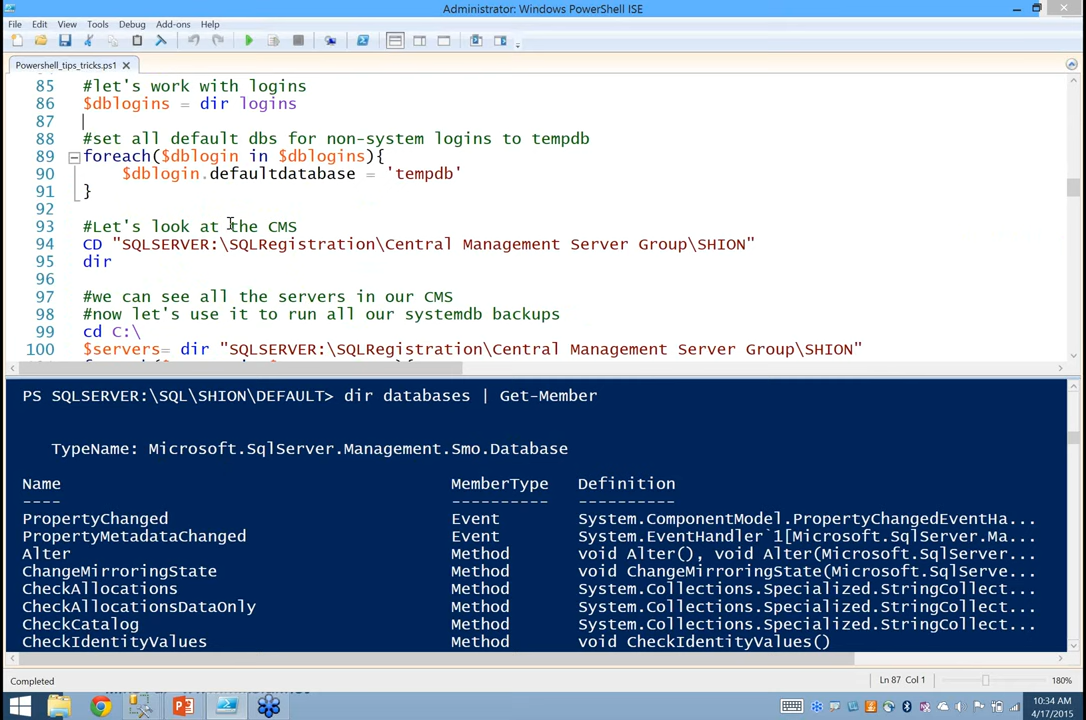 Administrator: Windows PowerShell ISE
File Edit View Tools Debug Add-ons Help
Powershell_tips_tricks.ps1
85 #let's work with logins
86 $dblogins = dir logins
87
88 #set all default dbs for non-system logins to tempdb
89 foreach($dblogin in $dblogins){
90 $dblogin.defaultdatabase = 'tempdb'
91 }
92
93 #Let's look at the CMS
94 CD "SQLSERVER:\SQLRegistration\Central Management Server Group\SHION"
95 dir
96
97 #we can see all the servers in our CMS
98 #now let's use it to run all our systemdb backups
99 cd C:\
100 $servers= dir "SQLSERVER:\SQLRegistration\Central Management Server Group\SHION"
PS SQLSERVER:\SQL\SHION\DEFAULT> dir databases | Get-Member
TypeName: Microsoft.SqlServer.Management.Smo.Database
Name MemberType Definition
---- ---------- ----------
PropertyChanged Event System.ComponentModel.PropertyChangedEventHa...
PropertyMetadataChanged Event System.EventHandler`1[Microsoft.SqlServer.Ma...
Alter Method void Alter(), void Alter(Microsoft.SqlServer...
ChangeMirroringState Method void ChangeMirroringState(Microsoft.SqlServe...
CheckAllocations Method System.Collections.Specialized.StringCollect...
CheckAllocationsDataOnly Method System.Collections.Specialized.StringCollect...
CheckCatalog Method System.Collections.Specialized.StringCollect...
CheckIdentityValues Method void CheckIdentityValues()
Completed Ln 87 Col 1 180%
10:34 AM
4/17/2015